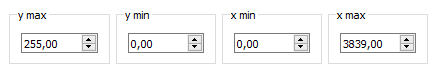 y max y min x min x max
255,00 0,00 0,00 3839,00